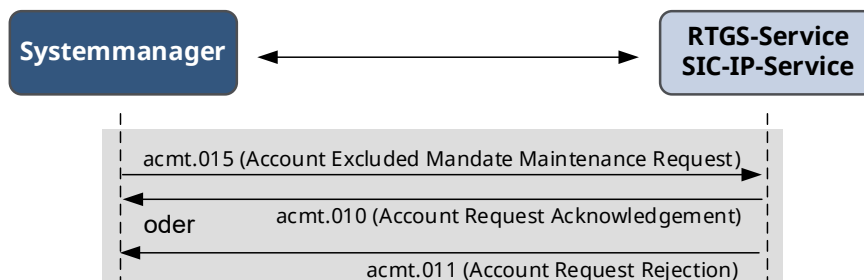 Systemmanager
RTGS-Service
SIC-IP-Service
acmt.015 (Account Excluded Mandate Maintenance Request)
acmt.010 (Account Request Acknowledgement)
oder
acmt.011 (Account Request Rejection)